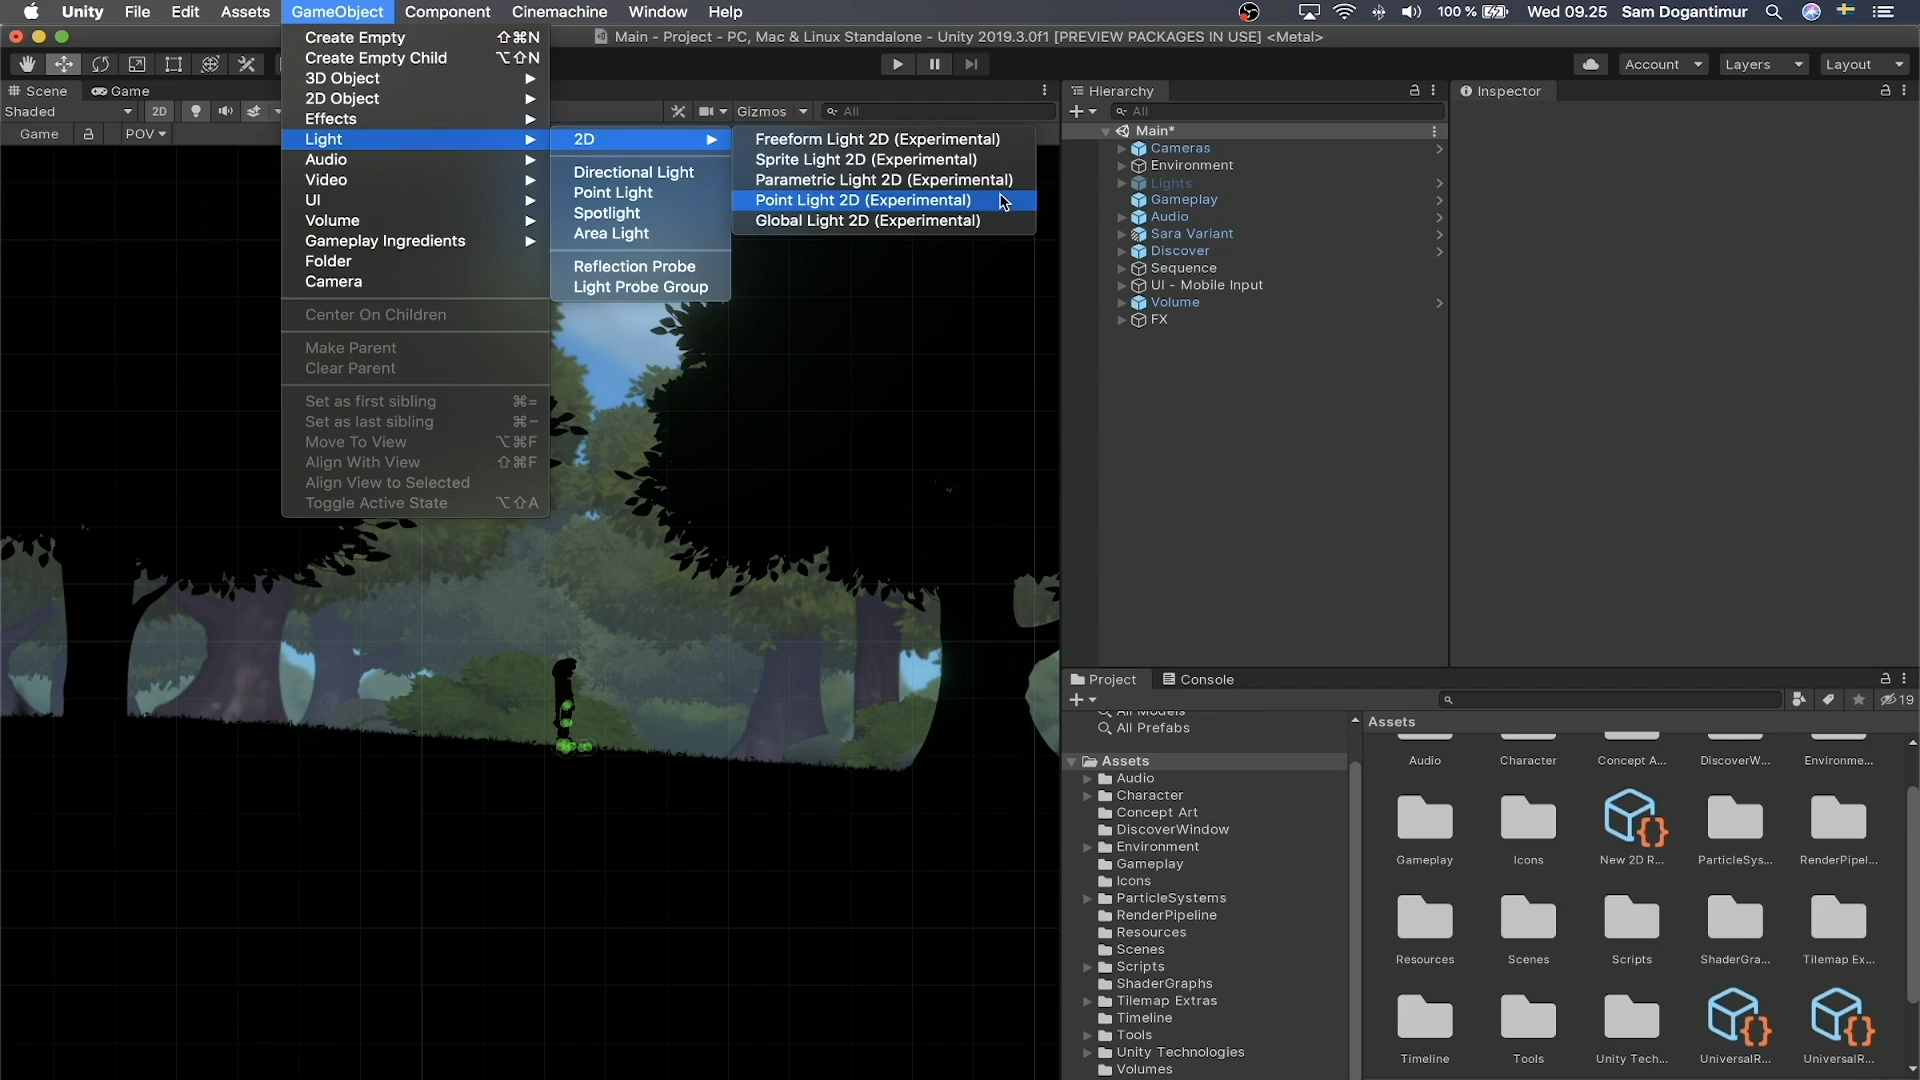 Unity File Edit Assets GameObject Component Cinemachine Window Help 100 % Wed 09.25 Sam Dogantimur
Main - Project - PC, Mac & Linux Standalone - Unity 2019.3.0f1 [PREVIEW PACKAGES IN USE] <Metal>
Account Layers Layout
Scene Game
Shaded 2D Gizmos All
Game POV
Create Empty ⇧⌘N
Create Empty Child ⌥⇧N
3D Object
2D Object
Effects
Light
Audio
Video
UI
Volume
Gameplay Ingredients
Folder
Camera
Center On Children
Make Parent
Clear Parent
Set as first sibling ⌘=
Set as last sibling ⌘-
Move To View ⌥⌘F
Align With View ⇧⌘F
Align View to Selected
Toggle Active State ⌥⇧A
2D
Directional Light
Point Light
Spotlight
Area Light
Reflection Probe
Light Probe Group
Freeform Light 2D (Experimental)
Sprite Light 2D (Experimental)
Parametric Light 2D (Experimental)
Point Light 2D (Experimental)
Global Light 2D (Experimental)
Hierarchy
All
Main*
Cameras
Environment
Lights
Gameplay
Audio
Sara Variant
Discover
Sequence
UI - Mobile Input
Volume
FX
Inspector
Project Console
19
All Models
All Prefabs
Assets
Audio
Character
Concept Art
DiscoverWindow
Environment
Gameplay
Icons
ParticleSystems
RenderPipeline
Resources
Scenes
Scripts
ShaderGraphs
Tilemap Extras
Timeline
Tools
Unity Technologies
Volumes
Assets
Audio Character Concept A... DiscoverW... Environme...
Gameplay Icons New 2D R... ParticleSys... RenderPipel...
Resources Scenes Scripts ShaderGra... Tilemap Ex...
Timeline Tools Unity Tech... UniversalR... UniversalR...